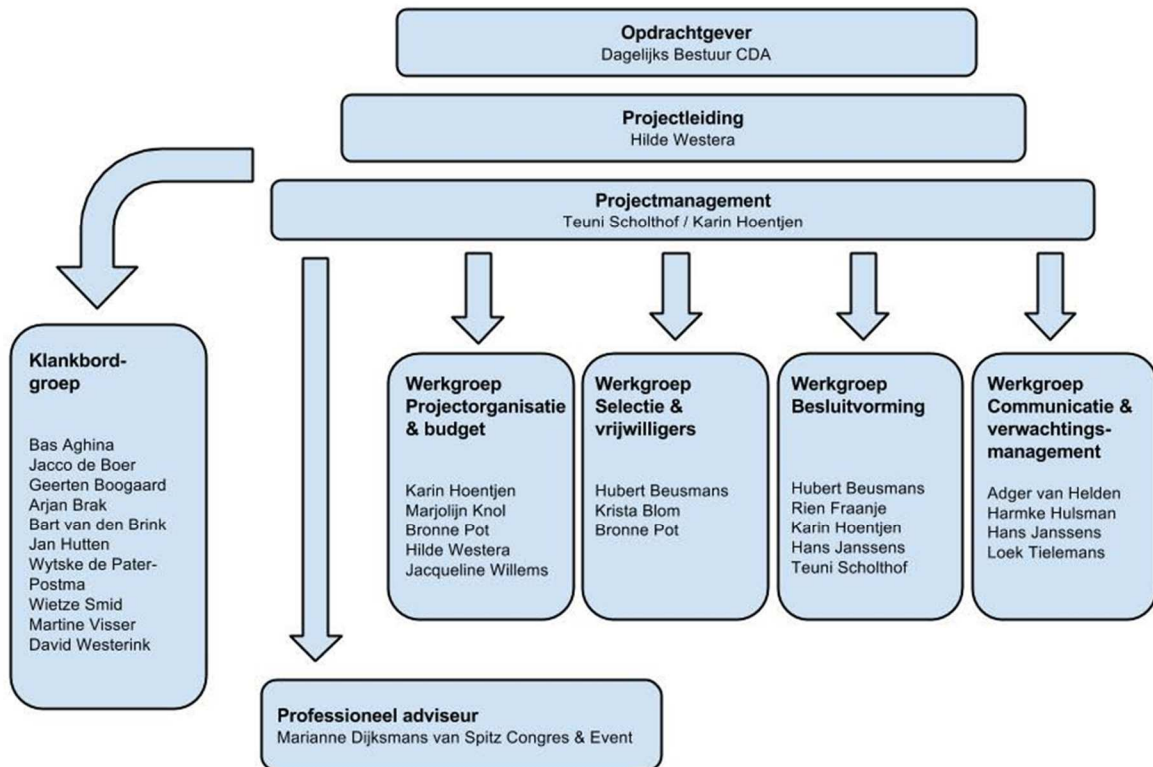 Opdrachtgever
Dagelijks Bestuur CDA
Projectleiding
Hilde Westera
Projectmanagement
Teuni Scholthof / Karin Hoentjen
Klankbord-
groep
Bas Aghina
Jacco de Boer
Geerten Boogaard
Arjan Brak
Bart van den Brink
Jan Hutten
Wytske de Pater-
Postma
Wietze Smid
Martine Visser
David Westerink
Werkgroep
Projectorganisatie
& budget
Karin Hoentjen
Marjolijn Knol
Bronne Pot
Hilde Westera
Jacqueline Willems
Werkgroep
Selectie &
vrijwilligers
Hubert Beusmans
Krista Blom
Bronne Pot
Werkgroep
Besluitvorming
Hubert Beusmans
Rien Fraanje
Karin Hoentjen
Hans Janssens
Teuni Scholthof
Werkgroep
Communicatie &
verwachtings-
management
Adger van Helden
Harmke Hulsman
Hans Janssens
Loek Tielemans
Professioneel adviseur
Marianne Dijksmans van Spitz Congres & Event